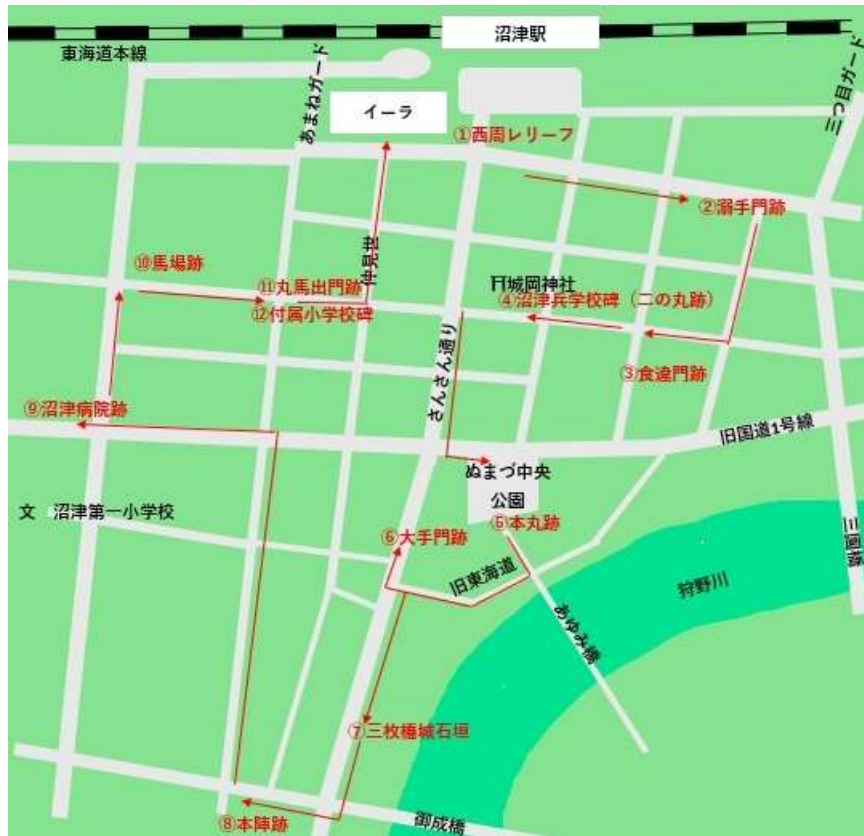 沼津駅
東海道本線
あまねガード
イーラ
三つ目ガード
①西周レリーフ
②溺手門跡
仲見世
⑩馬場跡
⑪丸馬出門跡
⑫付属小学校碑
城岡神社
④沼津兵学校碑（二の丸跡）
③食違門跡
さんさん通り
⑨沼津病院跡
旧国道1号線
ぬまづ中央
公園
文 沼津第一小学校
⑤本丸跡
⑥大手門跡
旧東海道
三園橋
狩野川
あゆみ橋
⑦三枚橋城石垣
⑧本陣跡
御成橋